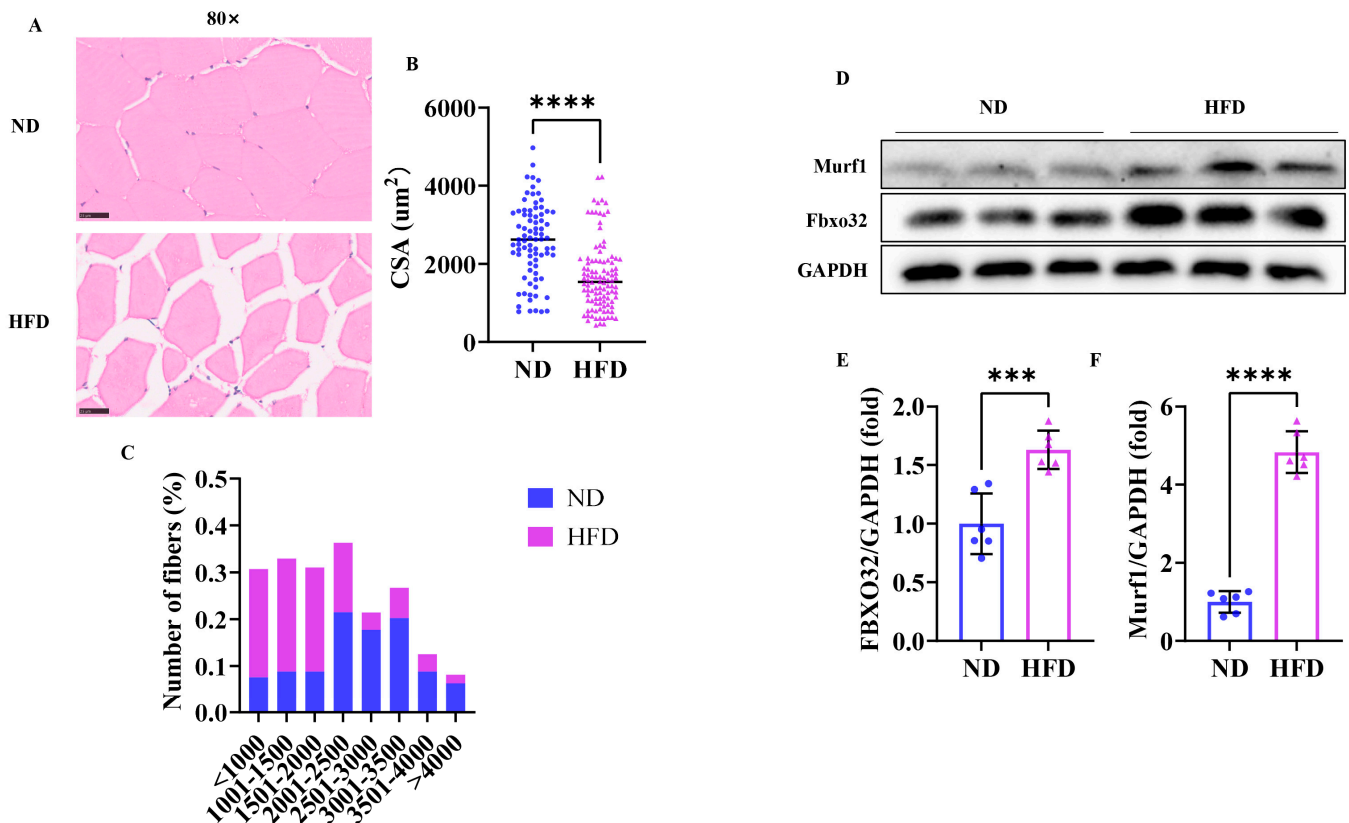 A
80×
ND
HFD
B
****
CSA (um²)
6000
4000
2000
0
ND HFD
C
Number of fibers (%)
0.5
0.4
0.3
0.2
0.1
0.0
<1000
1001-1500
1501-2000
2001-2500
2501-3000
3001-3500
3501-4000
>4000
ND
HFD
D
ND HFD
Murf1
Fbxo32
GAPDH
E
***
FBXO32/GAPDH (fold)
2.0
1.5
1.0
0.5
0.0
ND HFD
F
****
Murf1/GAPDH (fold)
6
4
2
0
ND HFD